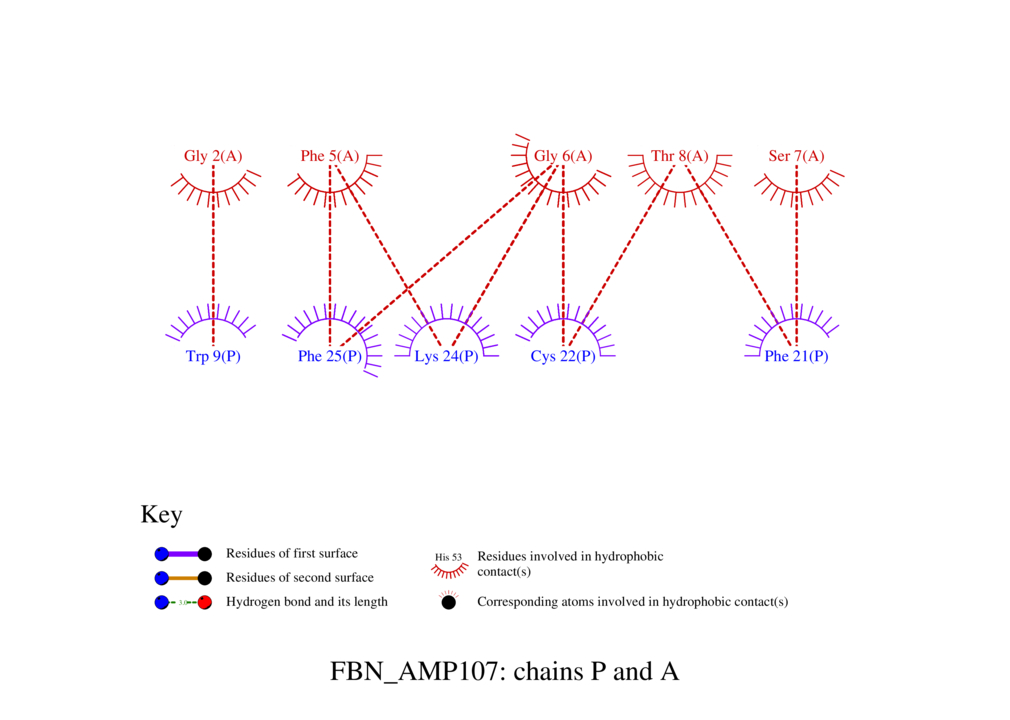 Gly 2(A) Phe 5(A) Gly 6(A) Thr 8(A) Ser 7(A)
Trp 9(P) Phe 25(P) Lys 24(P) Cys 22(P) Phe 21(P)
Key
Residues of first surface
Residues of second surface
3.0
Hydrogen bond and its length
His 53
Residues involved in hydrophobic
contact(s)
Corresponding atoms involved in hydrophobic contact(s)
FBN_AMP107: chains P and A